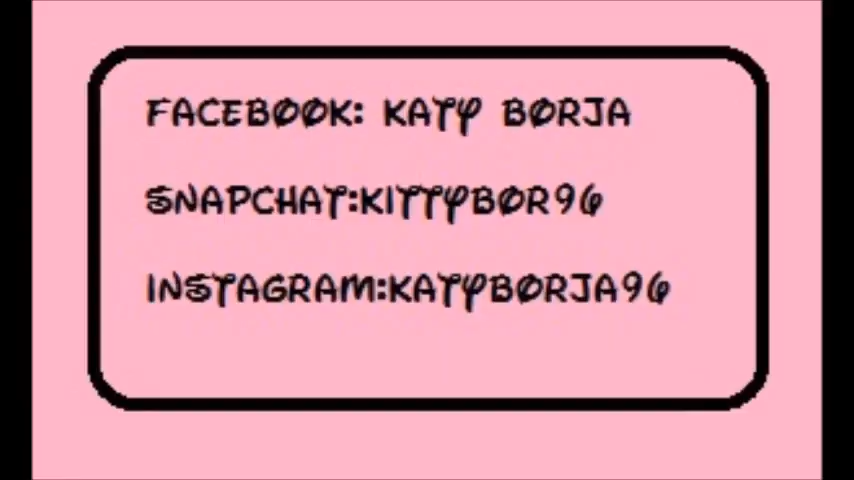 FACEBOOK: KATY BORJA
SNAPCHAT:KITTYBOR96
INSTAGRAM:KATYBORJA96